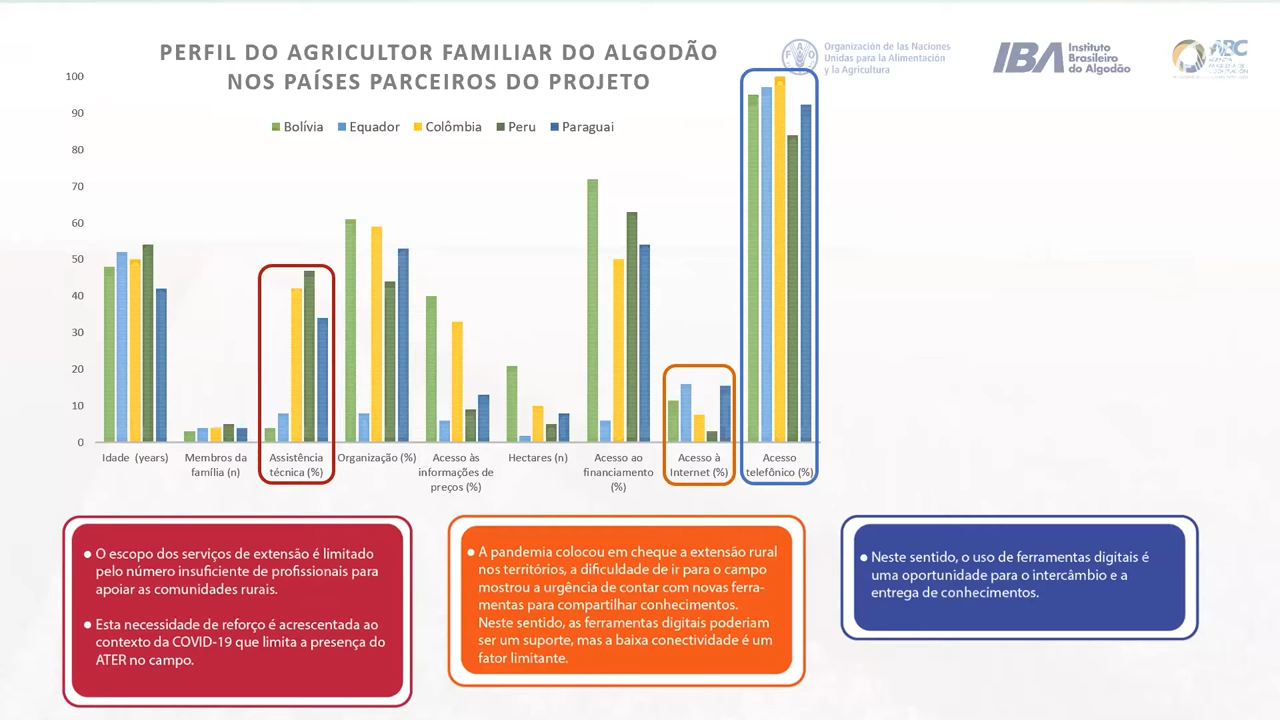 PERFIL DO AGRICULTOR FAMILIAR DO ALGODÃO
NOS PAÍSES PARCEIROS DO PROJETO
Organización de las Naciones
Unidas para la Alimentación
y la Agricultura
IBA Instituto
Brasileiro
do Algodão
ABC
Bolívia Equador Colômbia Peru Paraguai
100
90
80
70
60
50
40
30
20
10
0
Idade (years)
Membros da
família (n)
Assistência
técnica (%)
Organização (%)
Acesso às
informações de
preços (%)
Hectares (n)
Acesso ao
financiamento
(%)
Acesso à
Internet (%)
Acesso
telefônico (%)
• O escopo dos serviços de extensão é limitado
pelo número insuficiente de profissionais para
apoiar as comunidades rurais.
• Esta necessidade de reforço é acrescentada ao
contexto da COVID-19 que limita a presença do
ATER no campo.
• A pandemia colocou em cheque a extensão rural
nos territórios, a dificuldade de ir para o campo
mostrou a urgência de contar com novas ferra-
mentas para compartilhar conhecimentos.
Neste sentido, as ferramentas digitais poderiam
ser um suporte, mas a baixa conectividade é um
fator limitante.
• Neste sentido, o uso de ferramentas digitais é
uma oportunidade para o intercâmbio e a
entrega de conhecimentos.